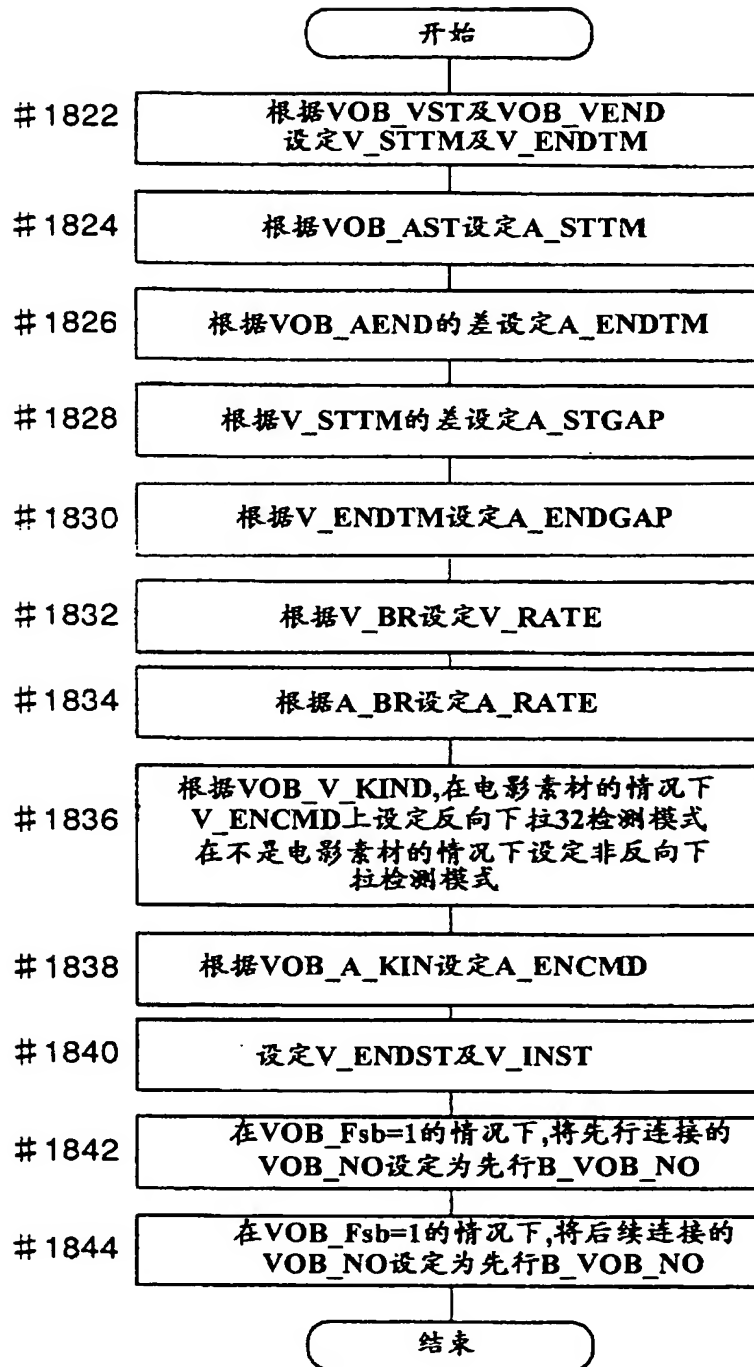 开始
#1822
根据VOB_VST及VOB_VEND
设定V_STTM及V_ENDTM
#1824
根据VOB_AST设定A_STTM
#1826
根据VOB_AEND的差设定A_ENDTM
#1828
根据V_STTM的差设定A_STGAP
#1830
根据V_ENDTM设定A_ENDGAP
#1832
根据V_BR设定V_RATE
#1834
根据A_BR设定A_RATE
#1836
根据VOB_V_KIND,在电影素材的情况下
V_ENCMD上设定反向下拉32检测模式
在不是电影素材的情况下设定非反向下
拉检测模式
#1838
根据VOB_A_KIN设定A_ENCMD
#1840
设定V_ENDST及V_INST
#1842
在VOB_Fsb=1的情况下,将先行连接的
VOB_NO设定为先行B_VOB_NO
#1844
在VOB_Fsb=1的情况下,将后续连接的
VOB_NO设定为先行B_VOB_NO
结束